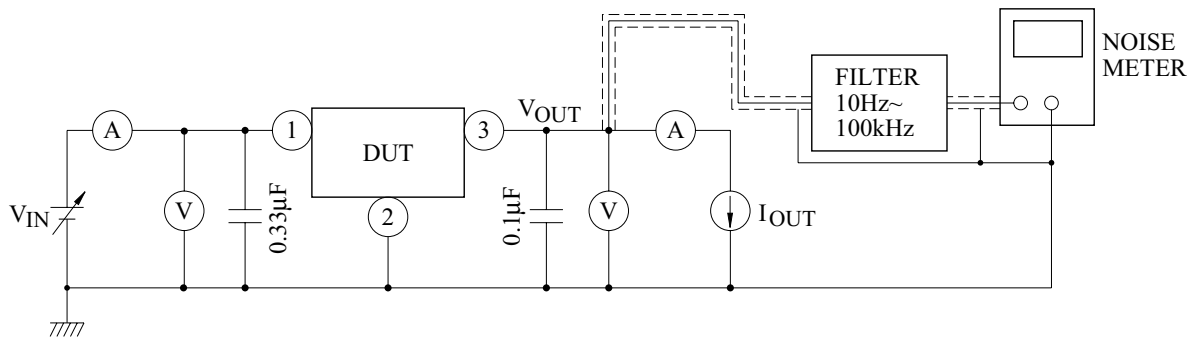 NOISE
METER
FILTER
10Hz~
100kHz
VOUT
A
1
3
A
DUT
VIN
V
0.33μF
2
0.1μF
V
IOUT